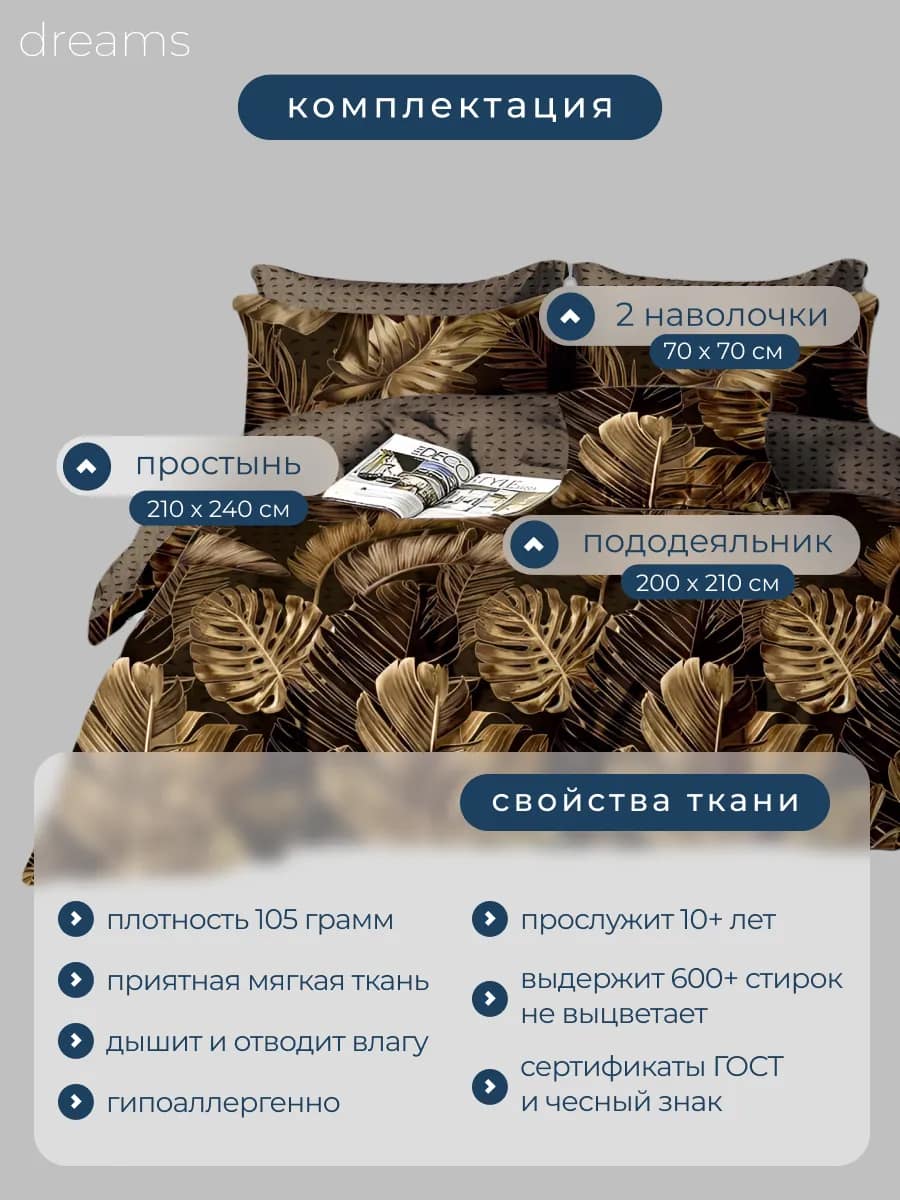 dreams
комплектация
2 наволочки
70 х 70 см
простынь
210 х 240 см
DECO
STYLE
пододеяльник
200 х 210 см
свойства ткани
плотность 105 грамм
приятная мягкая ткань
дышит и отводит влагу
гипоаллергенно
прослужит 10+ лет
выдержит 600+ стирок
не выцветает
сертификаты ГОСТ
и чесный знак